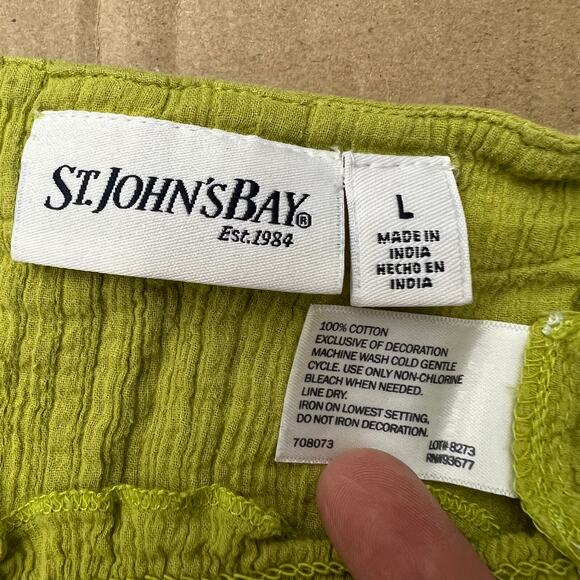 ST. JOHN'S BAY®
Est. 1984
L
MADE IN
INDIA
HECHO EN
INDIA
100% COTTON
EXCLUSIVE OF DECORATION
MACHINE WASH COLD GENTLE
CYCLE. USE ONLY NON-CHLORINE
BLEACH WHEN NEEDED.
LINE DRY.
IRON ON LOWEST SETTING,
DO NOT IRON DECORATION.
708073 LOT# 8273
RN#93677